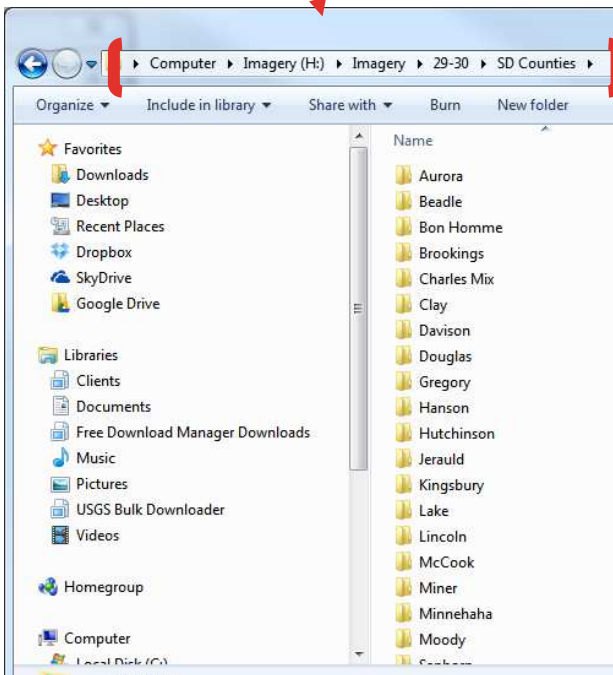 Computer ▸ Imagery (H:) ▸ Imagery ▸ 29-30 ▸ SD Counties ▸
Organize Include in library Share with Burn New folder
Favorites
Downloads
Desktop
Recent Places
Dropbox
SkyDrive
Google Drive
Libraries
Clients
Documents
Free Download Manager Downloads
Music
Pictures
USGS Bulk Downloader
Videos
Homegroup
Computer
Local Disk (C:)
Name
Aurora
Beadle
Bon Homme
Brookings
Charles Mix
Clay
Davison
Douglas
Gregory
Hanson
Hutchinson
Jerauld
Kingsbury
Lake
Lincoln
McCook
Miner
Minnehaha
Moody
Sanborn